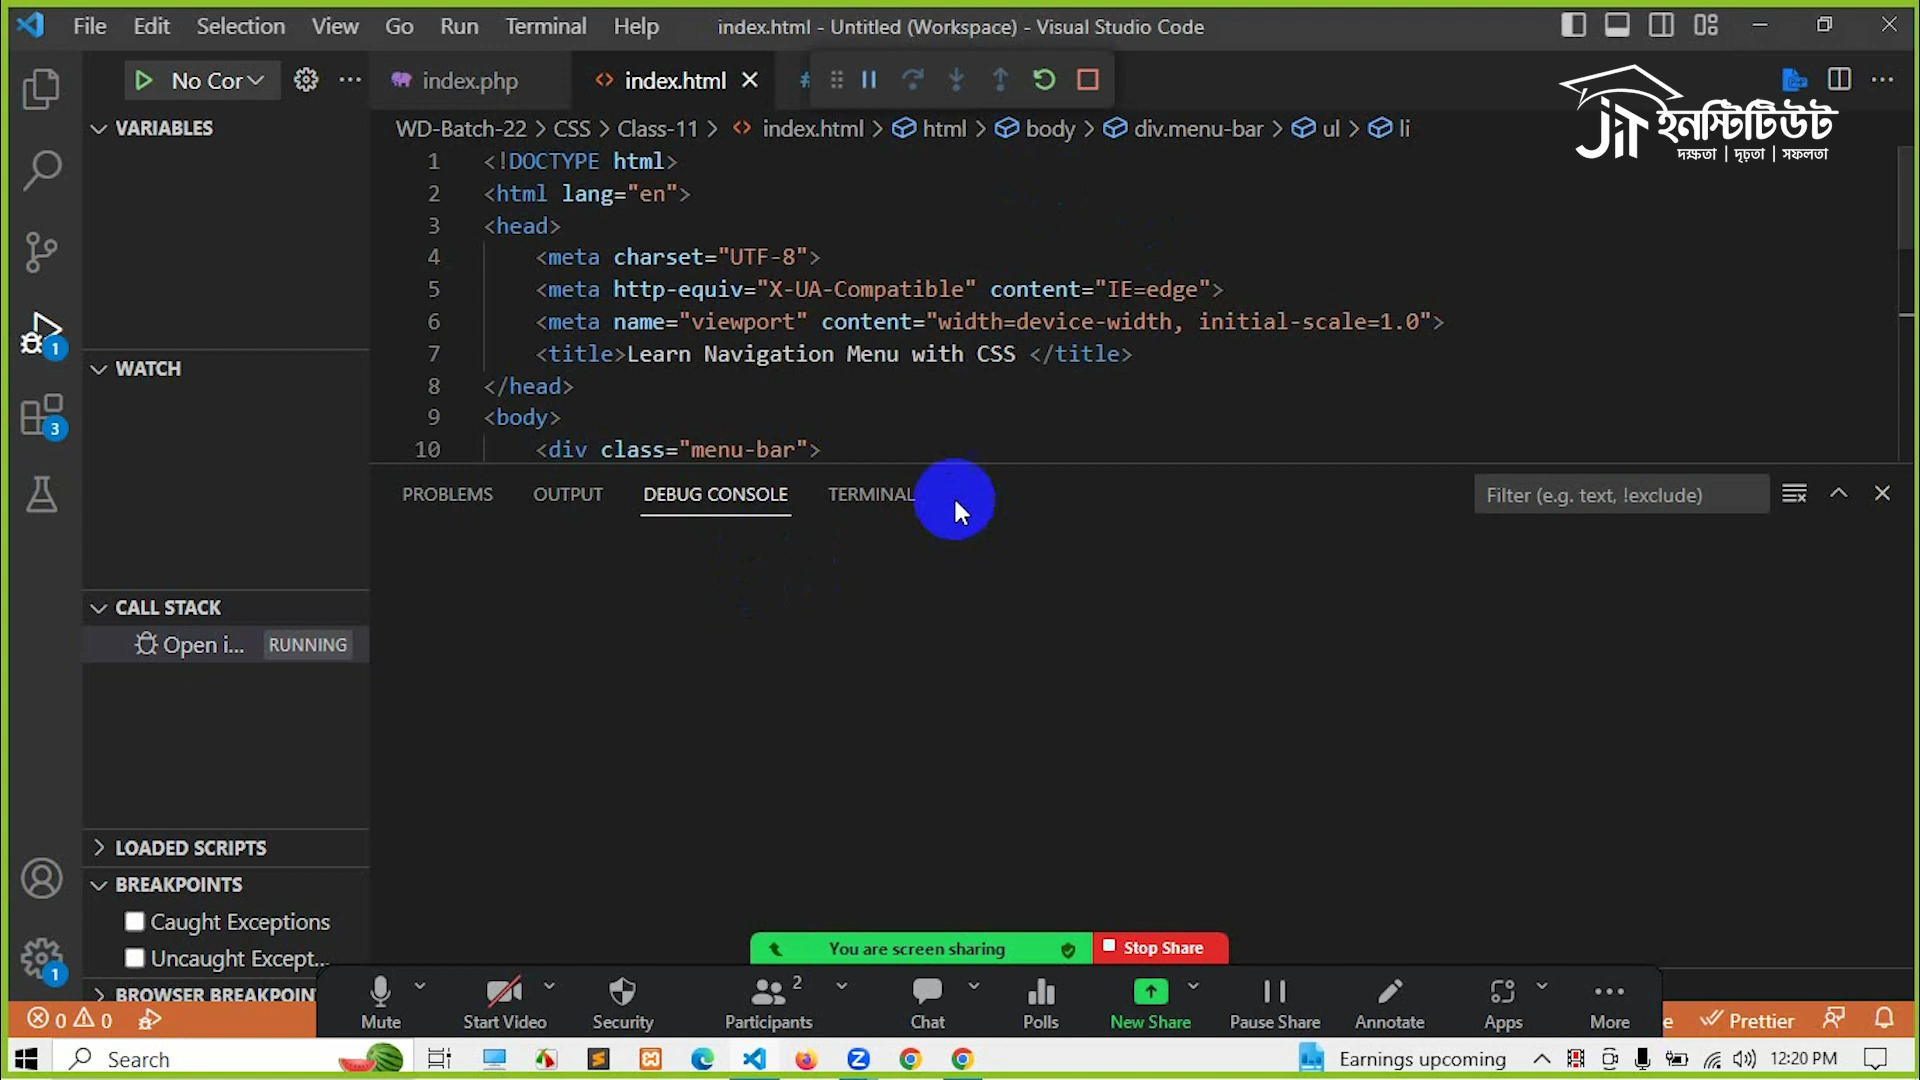 File Edit Selection View Go Run Terminal Help index.html - Untitled (Workspace) - Visual Studio Code
No Cor index.php index.html #
JiT ইনস্টিটিউট
দক্ষতা | দৃঢ়তা | সফলতা
VARIABLES
WD-Batch-22 > CSS > Class-11 > index.html > html > body > div.menu-bar > ul > li
1 <!DOCTYPE html>
2 <html lang="en">
3 <head>
4 <meta charset="UTF-8">
5 <meta http-equiv="X-UA-Compatible" content="IE=edge">
6 <meta name="viewport" content="width=device-width, initial-scale=1.0">
7 <title>Learn Navigation Menu with CSS </title>
8 </head>
9 <body>
10 <div class="menu-bar">
1
WATCH
3
PROBLEMS OUTPUT DEBUG CONSOLE TERMINAL Filter (e.g. text, !exclude)
CALL STACK
Open i... RUNNING
LOADED SCRIPTS
BREAKPOINTS
Caught Exceptions
Uncaught Except...
1
BROWSER BREAKPOIN
You are screen sharing Stop Share
2
Mute Start Video Security Participants Chat Polls New Share Pause Share Annotate Apps More
0 0 e Prettier
Search Earnings upcoming 12:20 PM